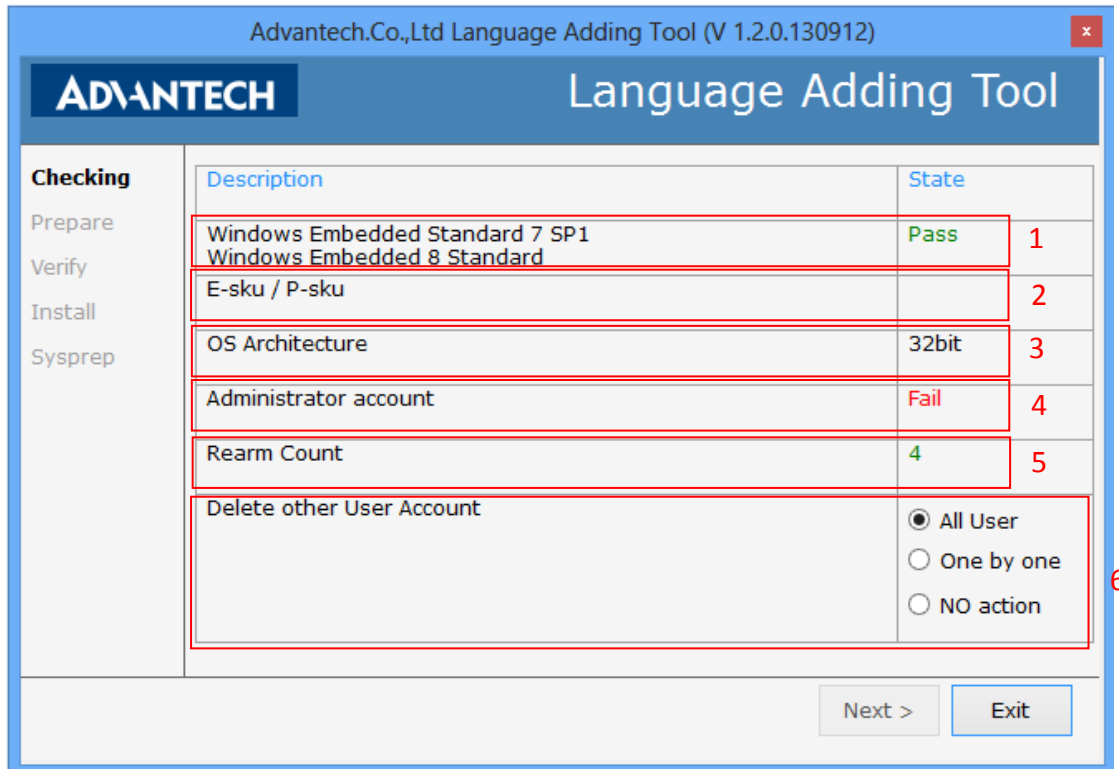 Advantech.Co.,Ltd Language Adding Tool (V 1.2.0.130912)
x
ADVANTECH
Language Adding Tool
Checking
Prepare
Verify
Install
Sysprep
Description State
Windows Embedded Standard 7 SP1 Pass 1
Windows Embedded 8 Standard
E-sku / P-sku 2
OS Architecture 32bit 3
Administrator account Fail 4
Rearm Count 4 5
Delete other User Account
All User
One by one 6
NO action
Next > Exit